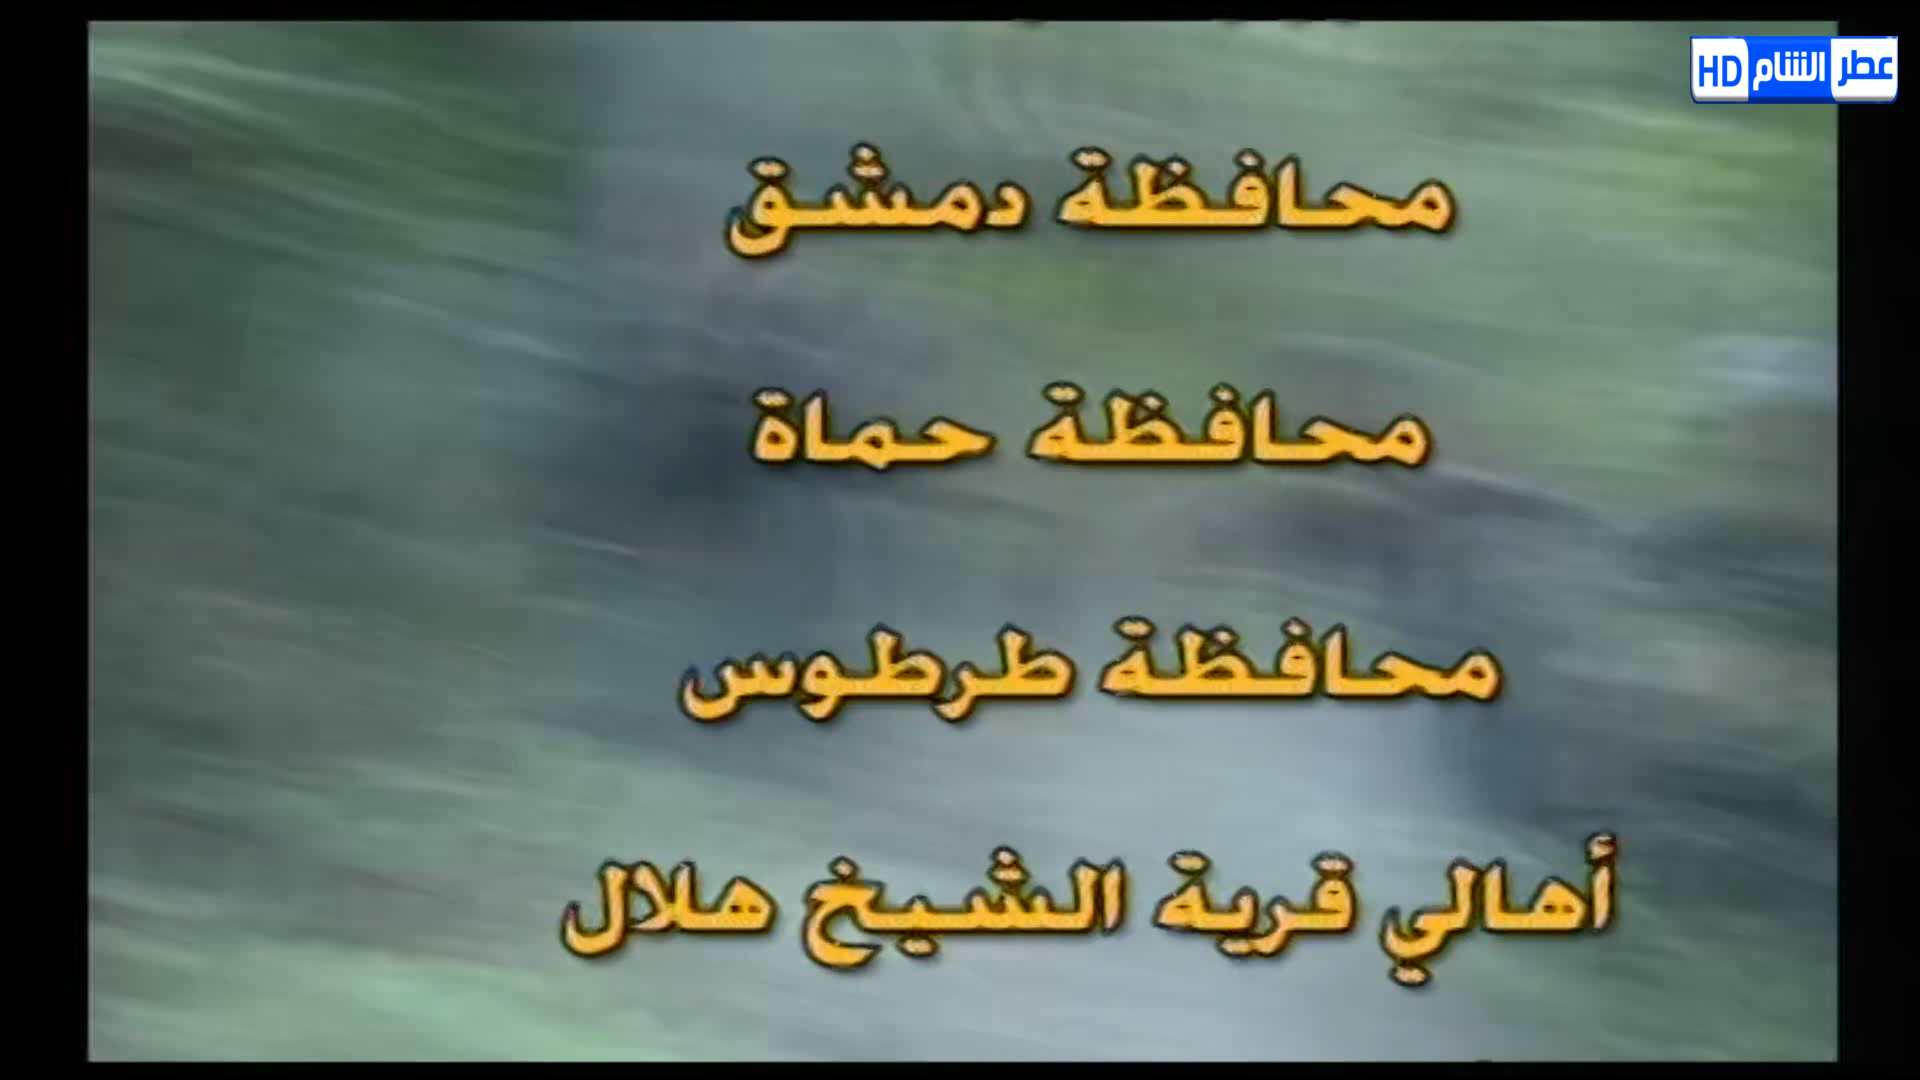 عطر الشام HD
محافظة دمشق
محافظة حماة
محافظة طرطوس
أهالي قرية الشيخ هلال